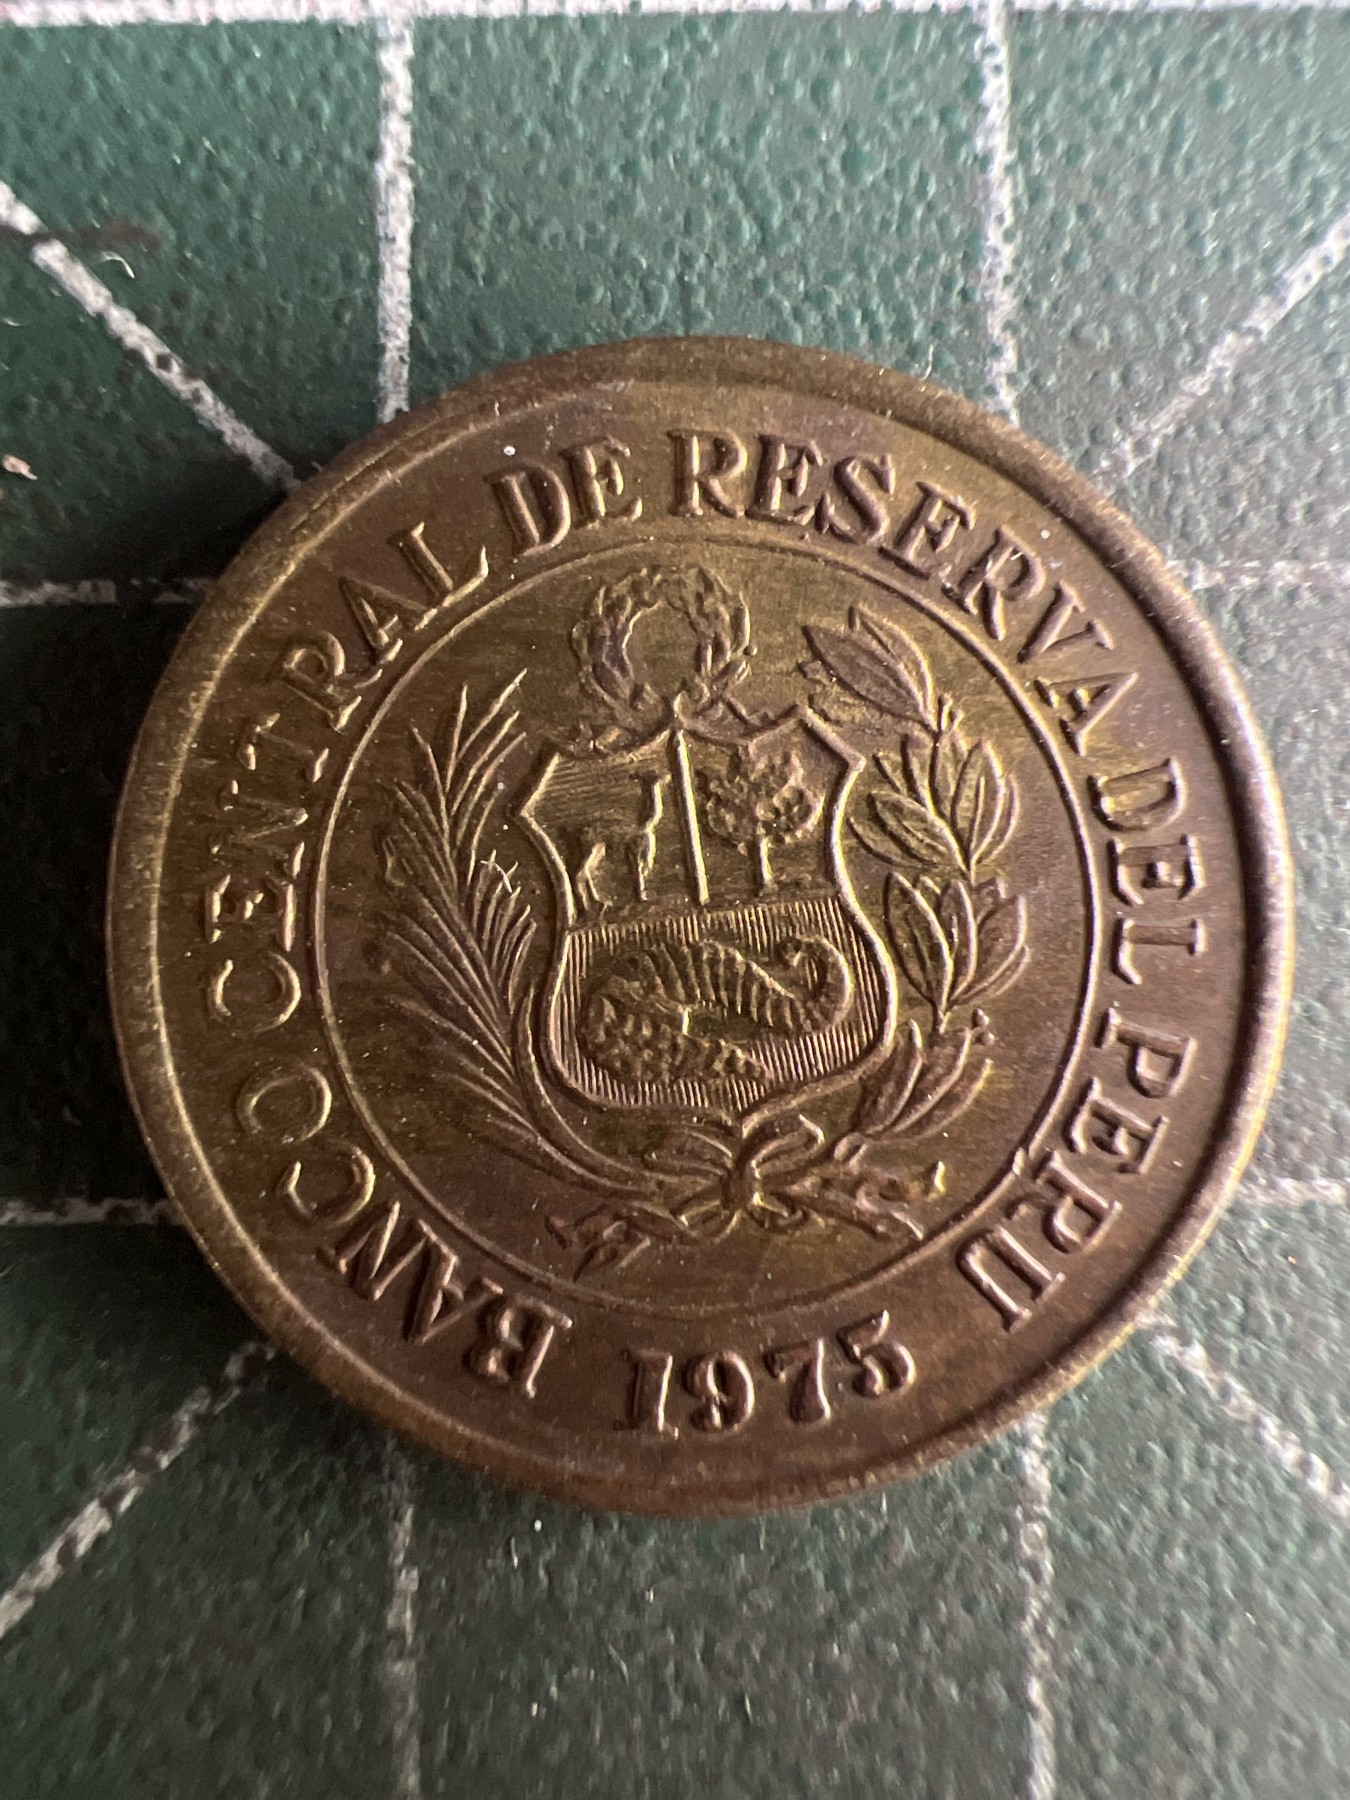 BANCO CENTRAL DE RESERVA DEL PERU
1975